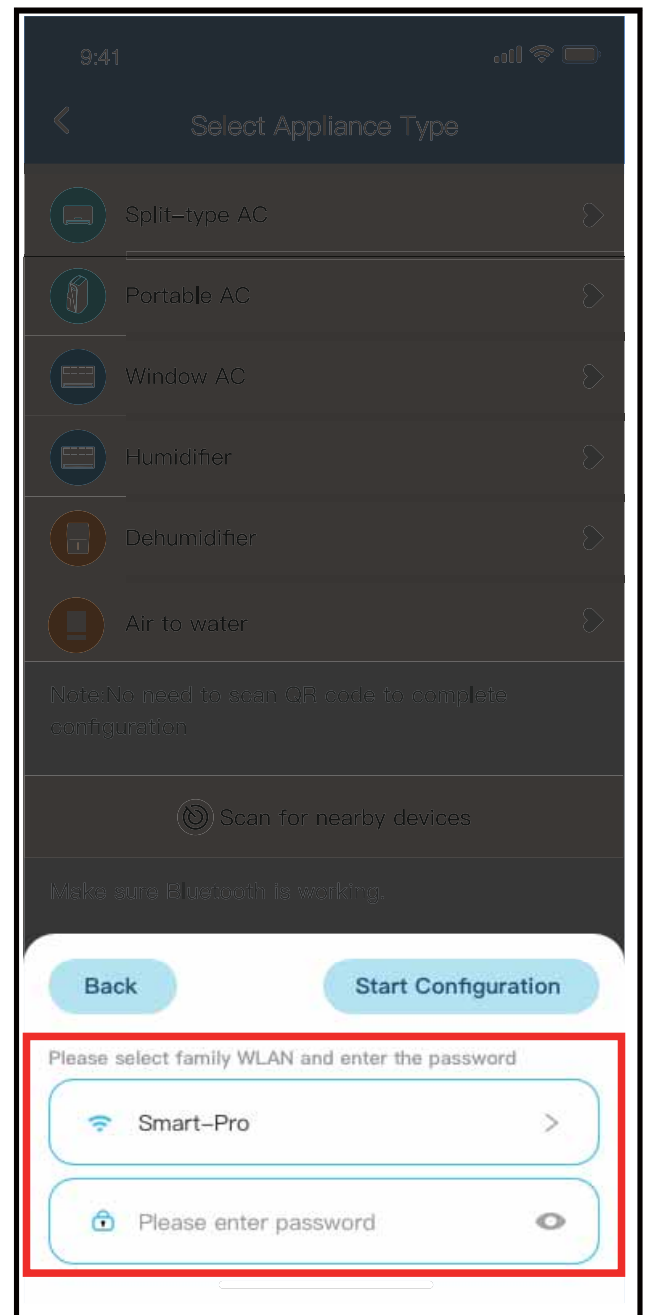 9:41
Select Appliance Type
Split-type AC
Portable AC
Window AC
Humidifier
Dehumidifier
Air to water
Note:No need to scan QR code to complete
configuration
Scan for nearby devices
Make sure Bluetooth is working.
Back
Start Configuration
Please select family WLAN and enter the password
Smart-Pro
Please enter password